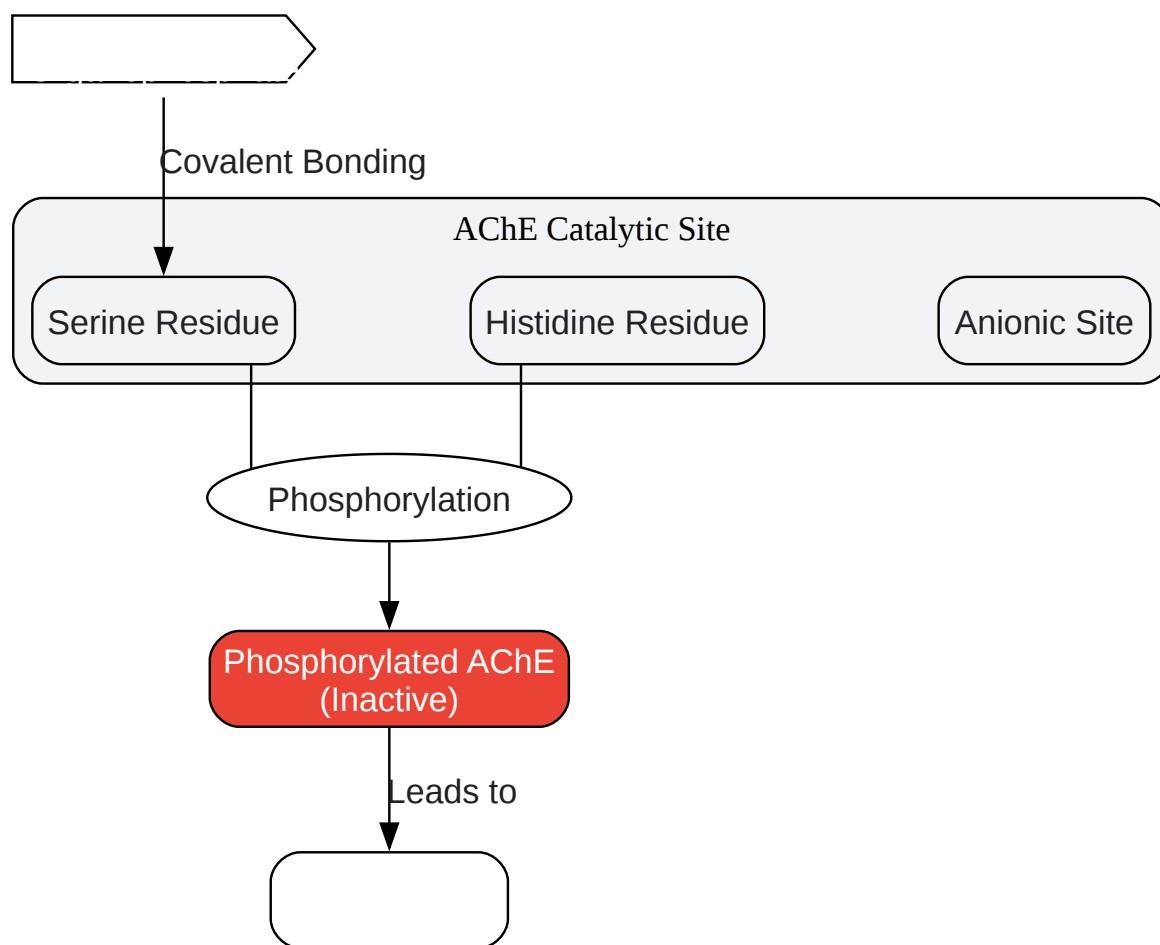 Covalent Bonding
AChE Catalytic Site
Serine Residue
Histidine Residue
Anionic Site
Phosphorylation
Phosphorylated AChE
(Inactive)
Leads to